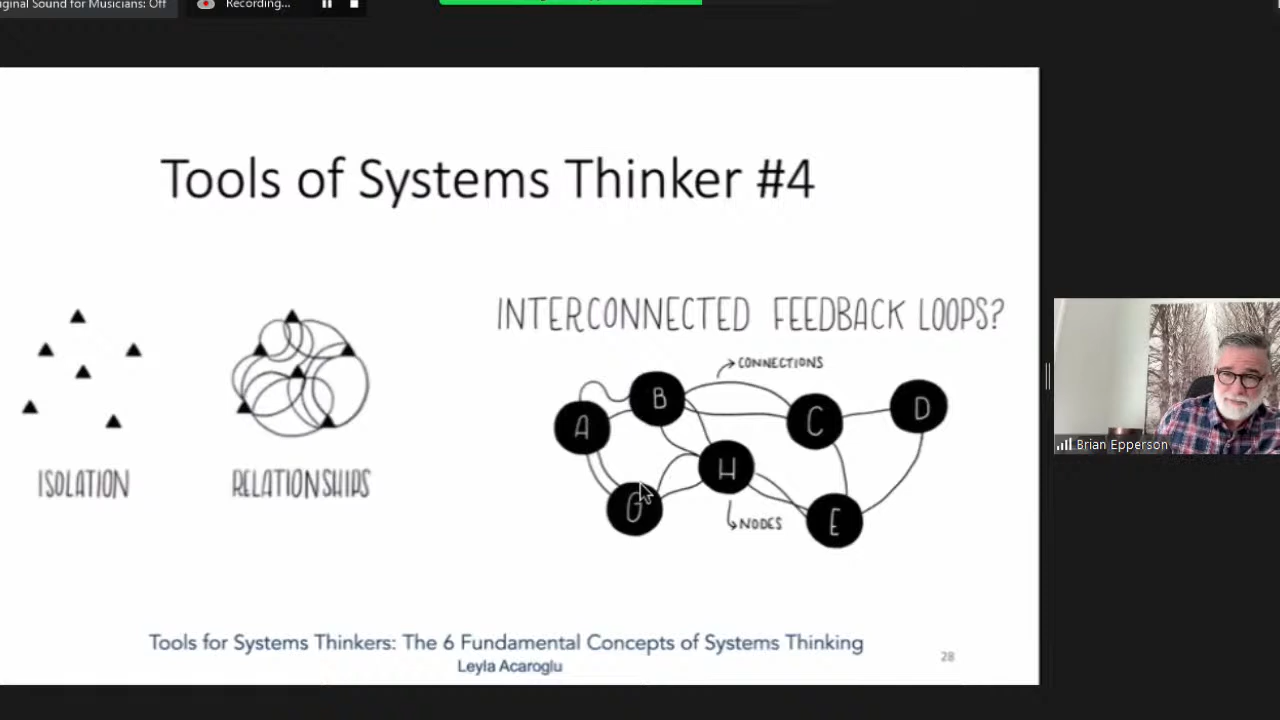 iginal Sound for Musicians: Off
Recording...
Tools of Systems Thinker #4
INTERCONNECTED FEEDBACK LOOPS?
CONNECTIONS
A
B
C
D
H
G
E
NODES
ISOLATION
RELATIONSHIPS
Tools for Systems Thinkers: The 6 Fundamental Concepts of Systems Thinking
Leyla Acaroglu
28
Brian Epperson